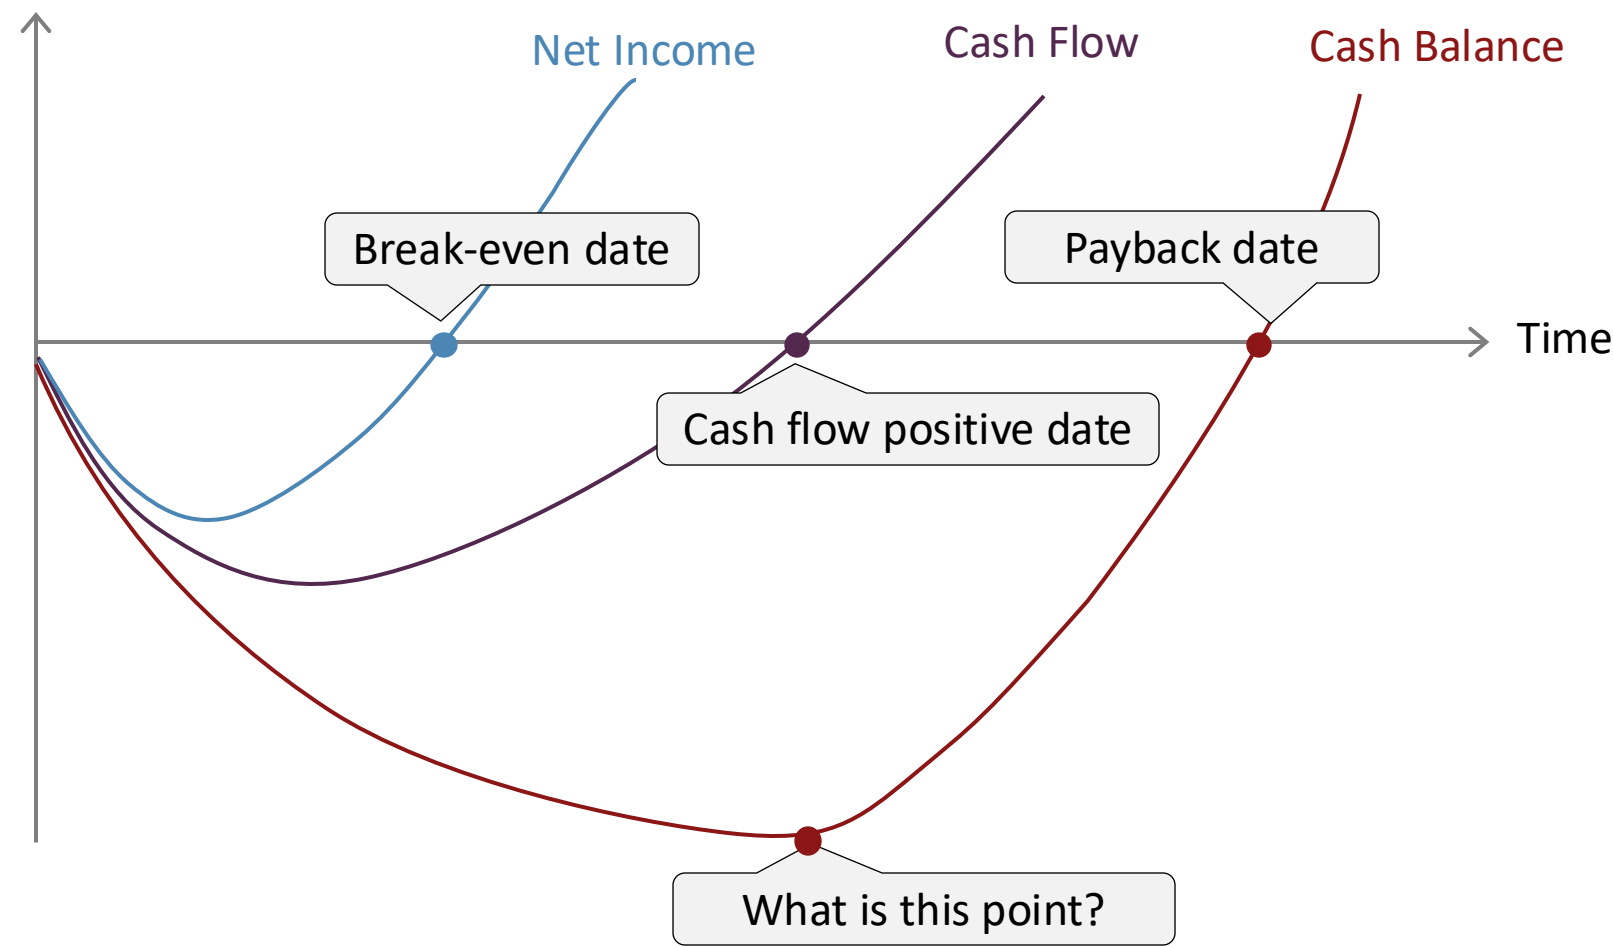 Net Income
Cash Flow
Cash Balance
Break-even date
Payback date
Time
Cash flow positive date
What is this point?